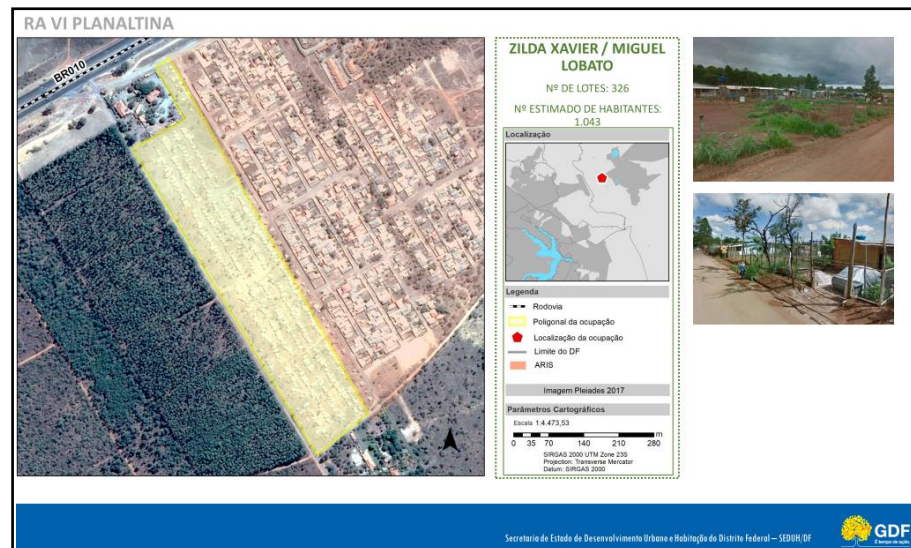 RA VI PLANALTINA
BR010
ZILDA XAVIER / MIGUEL
LOBATO
Nº DE LOTES: 326
Nº ESTIMADO DE HABITANTES:
1.043
Localização
Legenda
Rodovia
Poligonal da ocupação
Localização da ocupação
Limite do DF
ARIS
Imagem Pleiades 2017
Parâmetros Cartográficos
Escala 1:4.473,53
m
0 35 70 140 210 280
SIRGAS 2000 UTM Zone 23S
Projection: Transverse Mercator
Datum: SIRGAS 2000
Secretaria de Estado de Desenvolvimento Urbano e Habitação do Distrito Federal – SEDUH/DF
GDF
É tempo de ação.